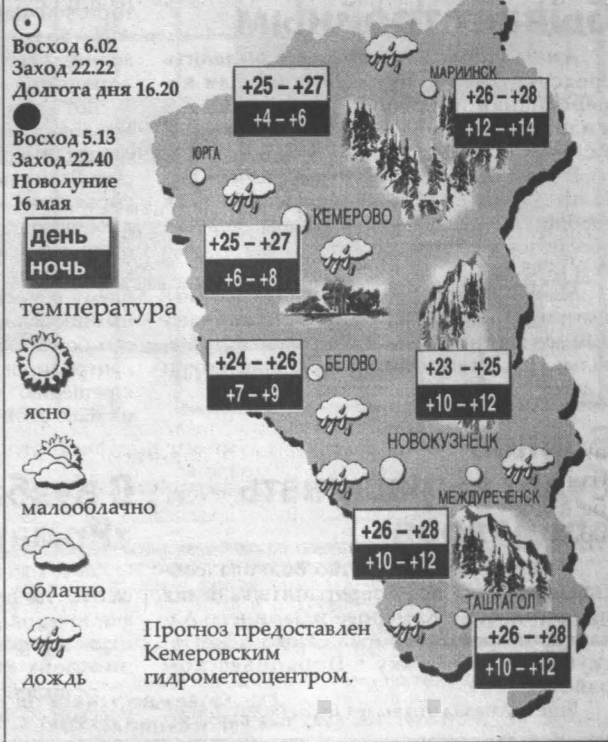 Восход 6.02
Заход 22.22
Долгота дня 16.20
Восход 5.13
Заход 22.40
Новолуние
16 мая
день
ночь
температура
ясно
малооблачно
облачно
дождь
МАРИИНСК
+25 – +27
+4 – +6
+26 – +28
+12 – +14
ЮРГА
КЕМЕРОВО
+25 – +27
+6 – +8
+24 – +26
+7 – +9
БЕЛОВО
+23 – +25
+10 – +12
НОВОКУЗНЕЦК
МЕЖДУРЕЧЕНСК
+26 – +28
+10 – +12
ТАШТАГОЛ
+26 – +28
+10 – +12
Прогноз предоставлен
Кемеровским
гидрометеоцентром.